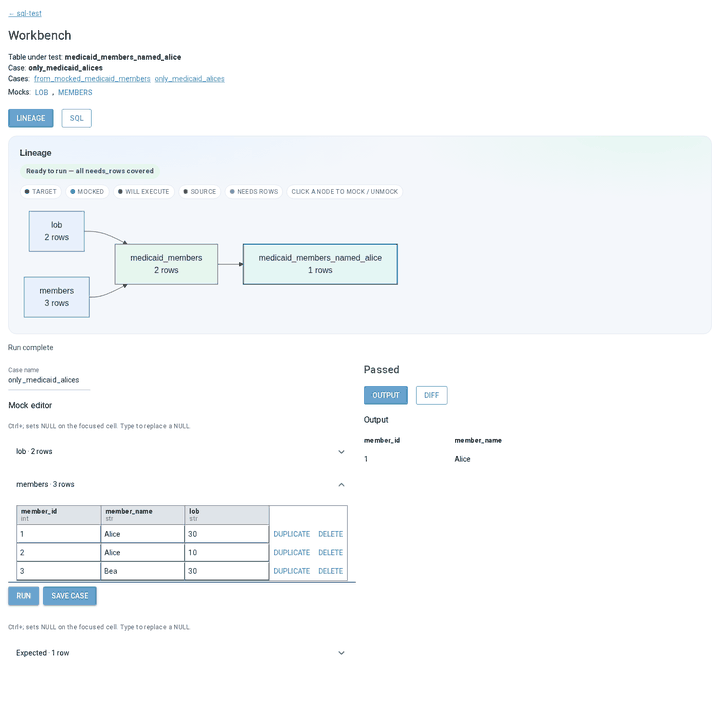 ← sql-test
Workbench
Table under test: medicaid_members_named_alice
Case: only_medicaid_alices
Cases: from_mocked_medicaid_members only_medicaid_alices
Mocks: LOB , MEMBERS
LINEAGE SQL
Lineage
Ready to run — all needs_rows covered
TARGET MOCKED WILL EXECUTE SOURCE NEEDS ROWS CLICK A NODE TO MOCK / UNMOCK
lob
2 rows
medicaid_members
2 rows
medicaid_members_named_alice
1 rows
members
3 rows
Run complete
Case name
only_medicaid_alices
Mock editor
Ctrl+; sets NULL on the focused cell. Type to replace a NULL.
lob · 2 rows
members · 3 rows
member_id member_name lob
int str str
1 Alice 30 DUPLICATE DELETE
2 Alice 10 DUPLICATE DELETE
3 Bea 30 DUPLICATE DELETE
RUN SAVE CASE
Ctrl+; sets NULL on the focused cell. Type to replace a NULL.
Expected · 1 row
Passed
OUTPUT DIFF
Output
member_id member_name
1 Alice